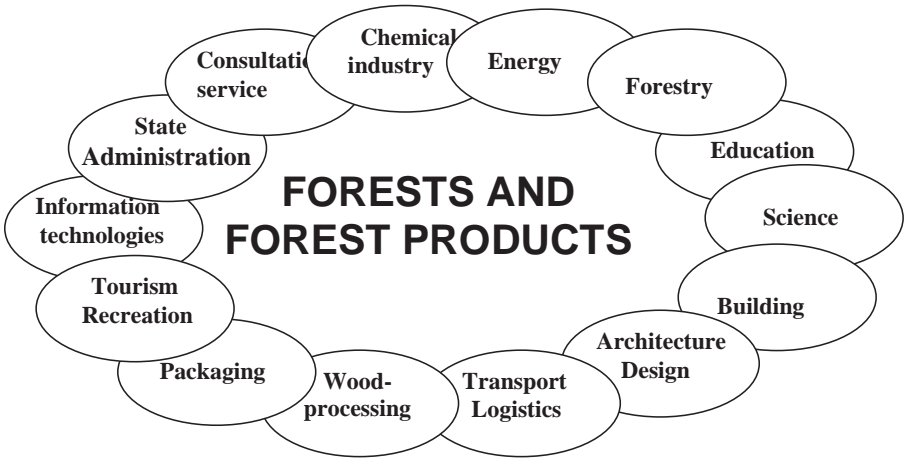 Chemical
industry
Energy
Forestry
Education
Science
Building
Architecture
Design
Transport
Logistics
Wood-
processing
Packaging
Tourism
Recreation
Information
technologies
State
Administration
service
FORESTS AND
FOREST PRODUCTS